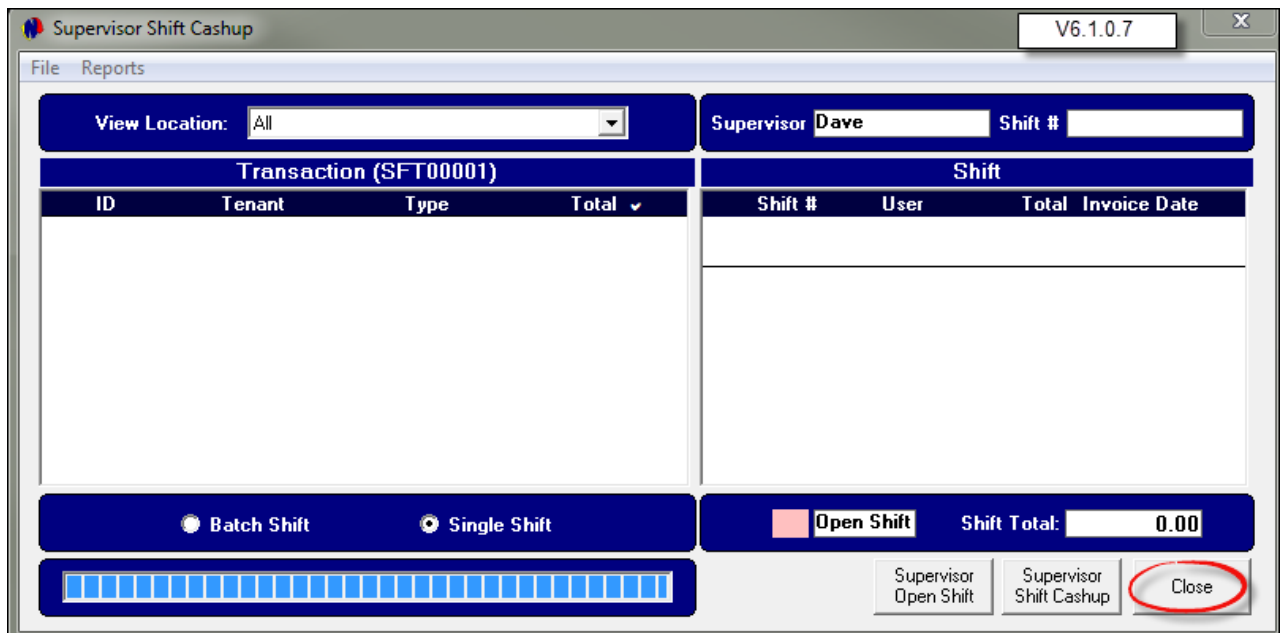 Supervisor Shift Cashup
V6.1.0.7
File Reports
View Location: All
Supervisor Dave Shift #
Transaction (SFT00001)
Shift
ID Tenant Type Total
Shift # User Total Invoice Date
Batch Shift Single Shift
Open Shift Shift Total: 0.00
Supervisor
Open Shift
Supervisor
Shift Cashup
Close